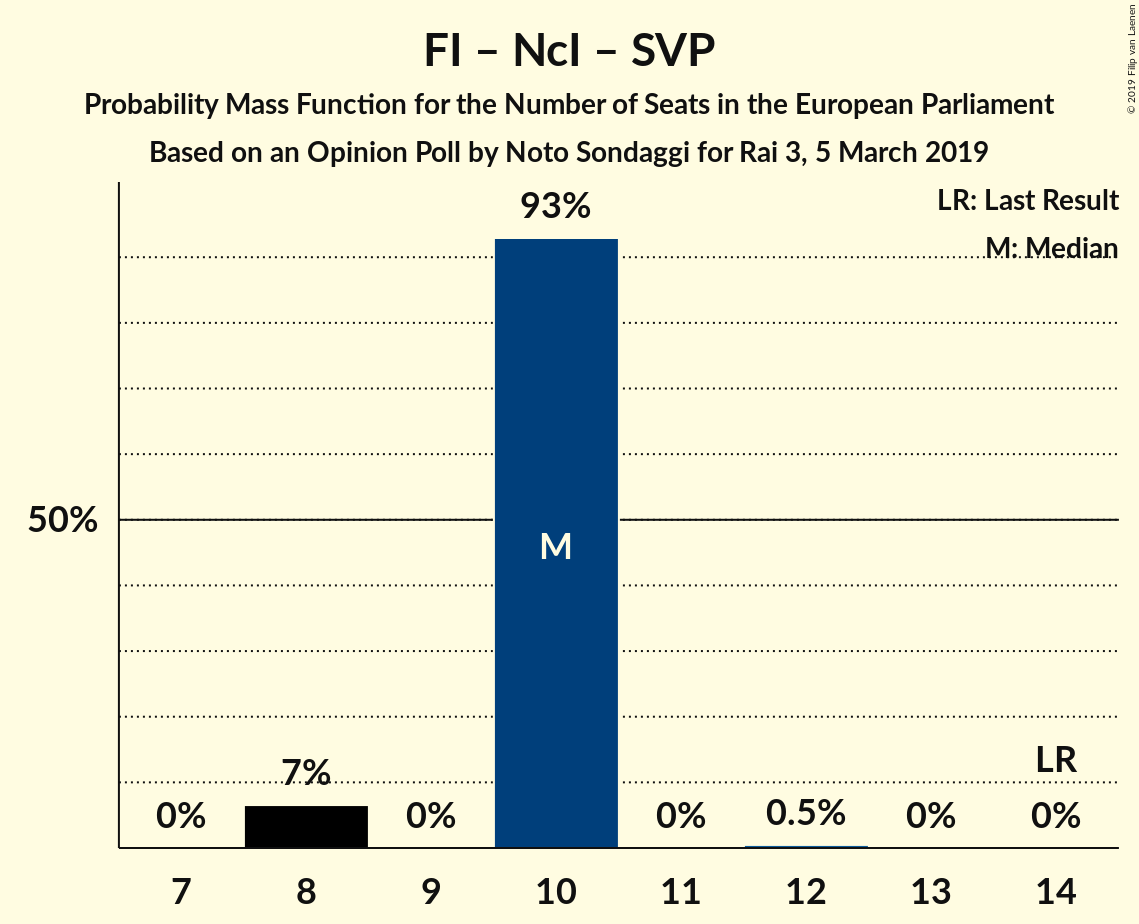 FI – NcI – SVP
Probability Mass Function for the Number of Seats in the European Parliament
Based on an Opinion Poll by Noto Sondaggi for Rai 3, 5 March 2019
© 2019 Filip van Laenen
LR: Last Result
M: Median
93%
50%
M
7%
LR
0%
0%
0%
0.5%
0%
0%
7 8 9 10 11 12 13 14